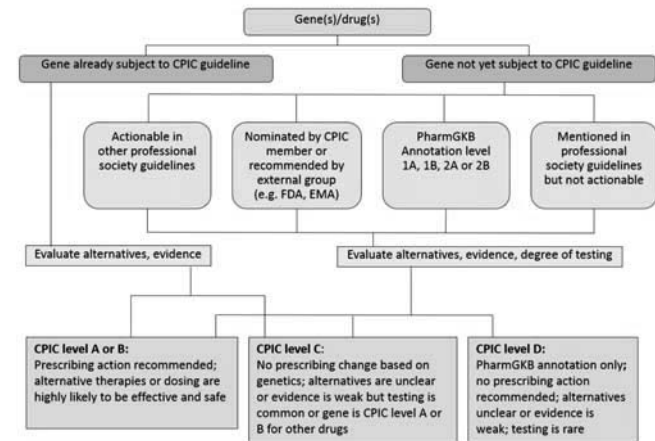 Gene(s)/drug(s)
Gene already subject to CPIC guideline
Gene not yet subject to CPIC guideline
Actionable in
other professional
society guidelines
Nominated by CPIC
member or
recommended by
external group
(e.g. FDA, EMA)
PharmGKB
Annotation level
1A, 1B, 2A or 2B
Mentioned in
professional
society guidelines
but not actionable
Evaluate alternatives, evidence
Evaluate alternatives, evidence, degree of testing
CPIC level A or B:
Prescribing action recommended;
alternative therapies or dosing are
highly likely to be effective and safe
CPIC level C:
No prescribing change based on
genetics; alternatives are unclear
or evidence is weak but testing is
common or gene is CPIC level A or
B for other drugs
CPIC level D:
PharmGKB annotation only;
no prescribing action
recommended; alternatives
unclear or evidence is
weak; testing is rare